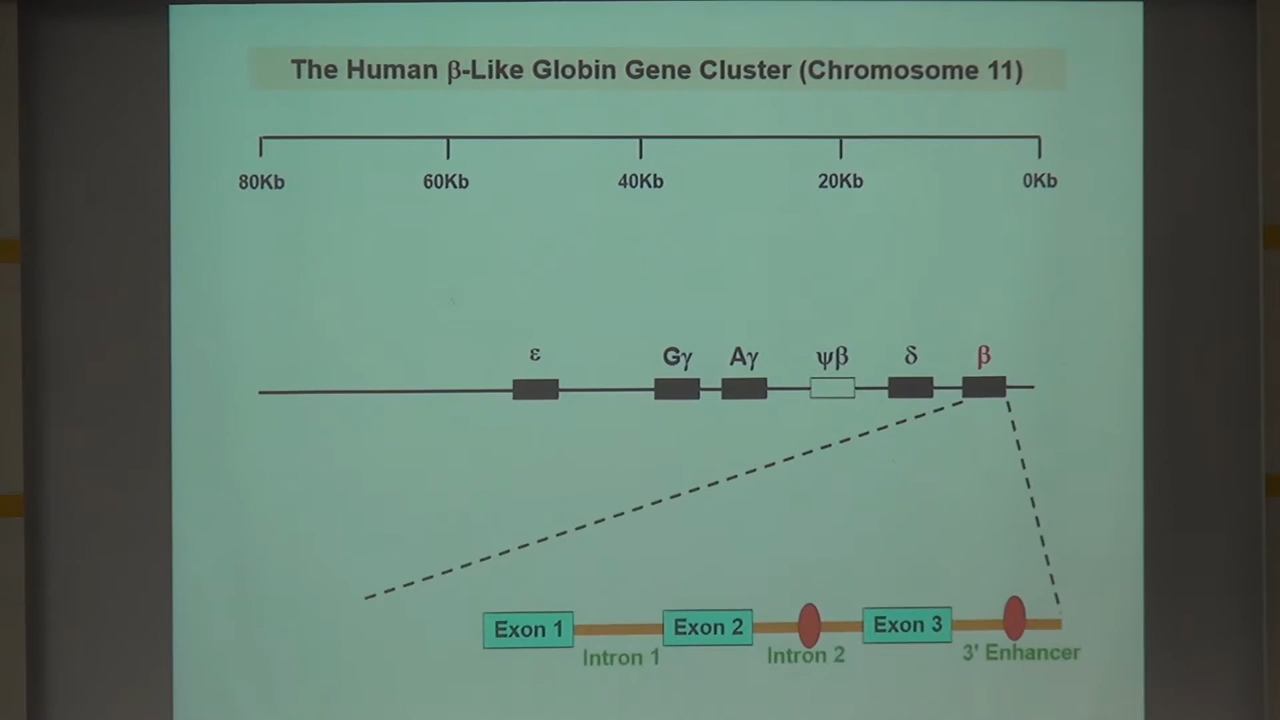 The Human β-Like Globin Gene Cluster (Chromosome 11)
80Kb 60Kb 40Kb 20Kb 0Kb
ε Gγ Aγ ψβ δ β
Exon 1 Exon 2 Exon 3
Intron 1 Intron 2 3' Enhancer